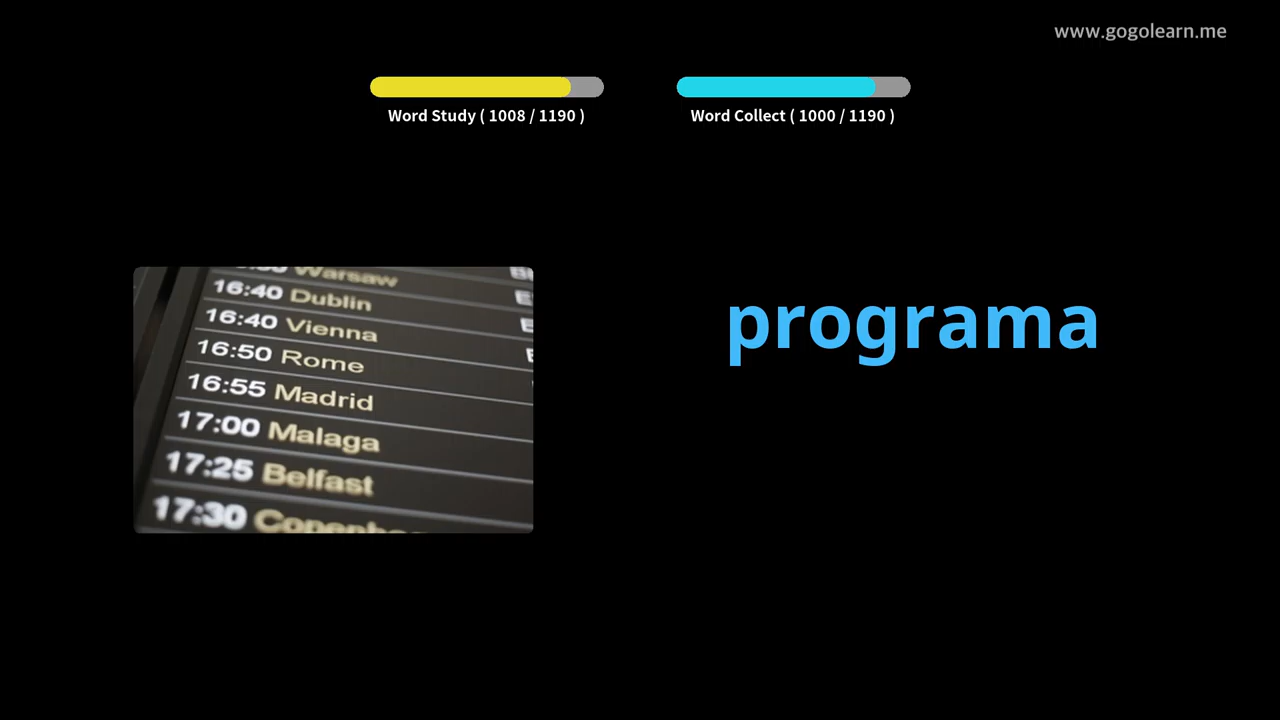 www.gogolearn.me
Word Study ( 1008 / 1190 )
Word Collect ( 1000 / 1190 )
Warsaw
16:40 Dublin
16:40 Vienna
16:50 Rome
16:55 Madrid
17:00 Malaga
17:25 Belfast
17:30
programa